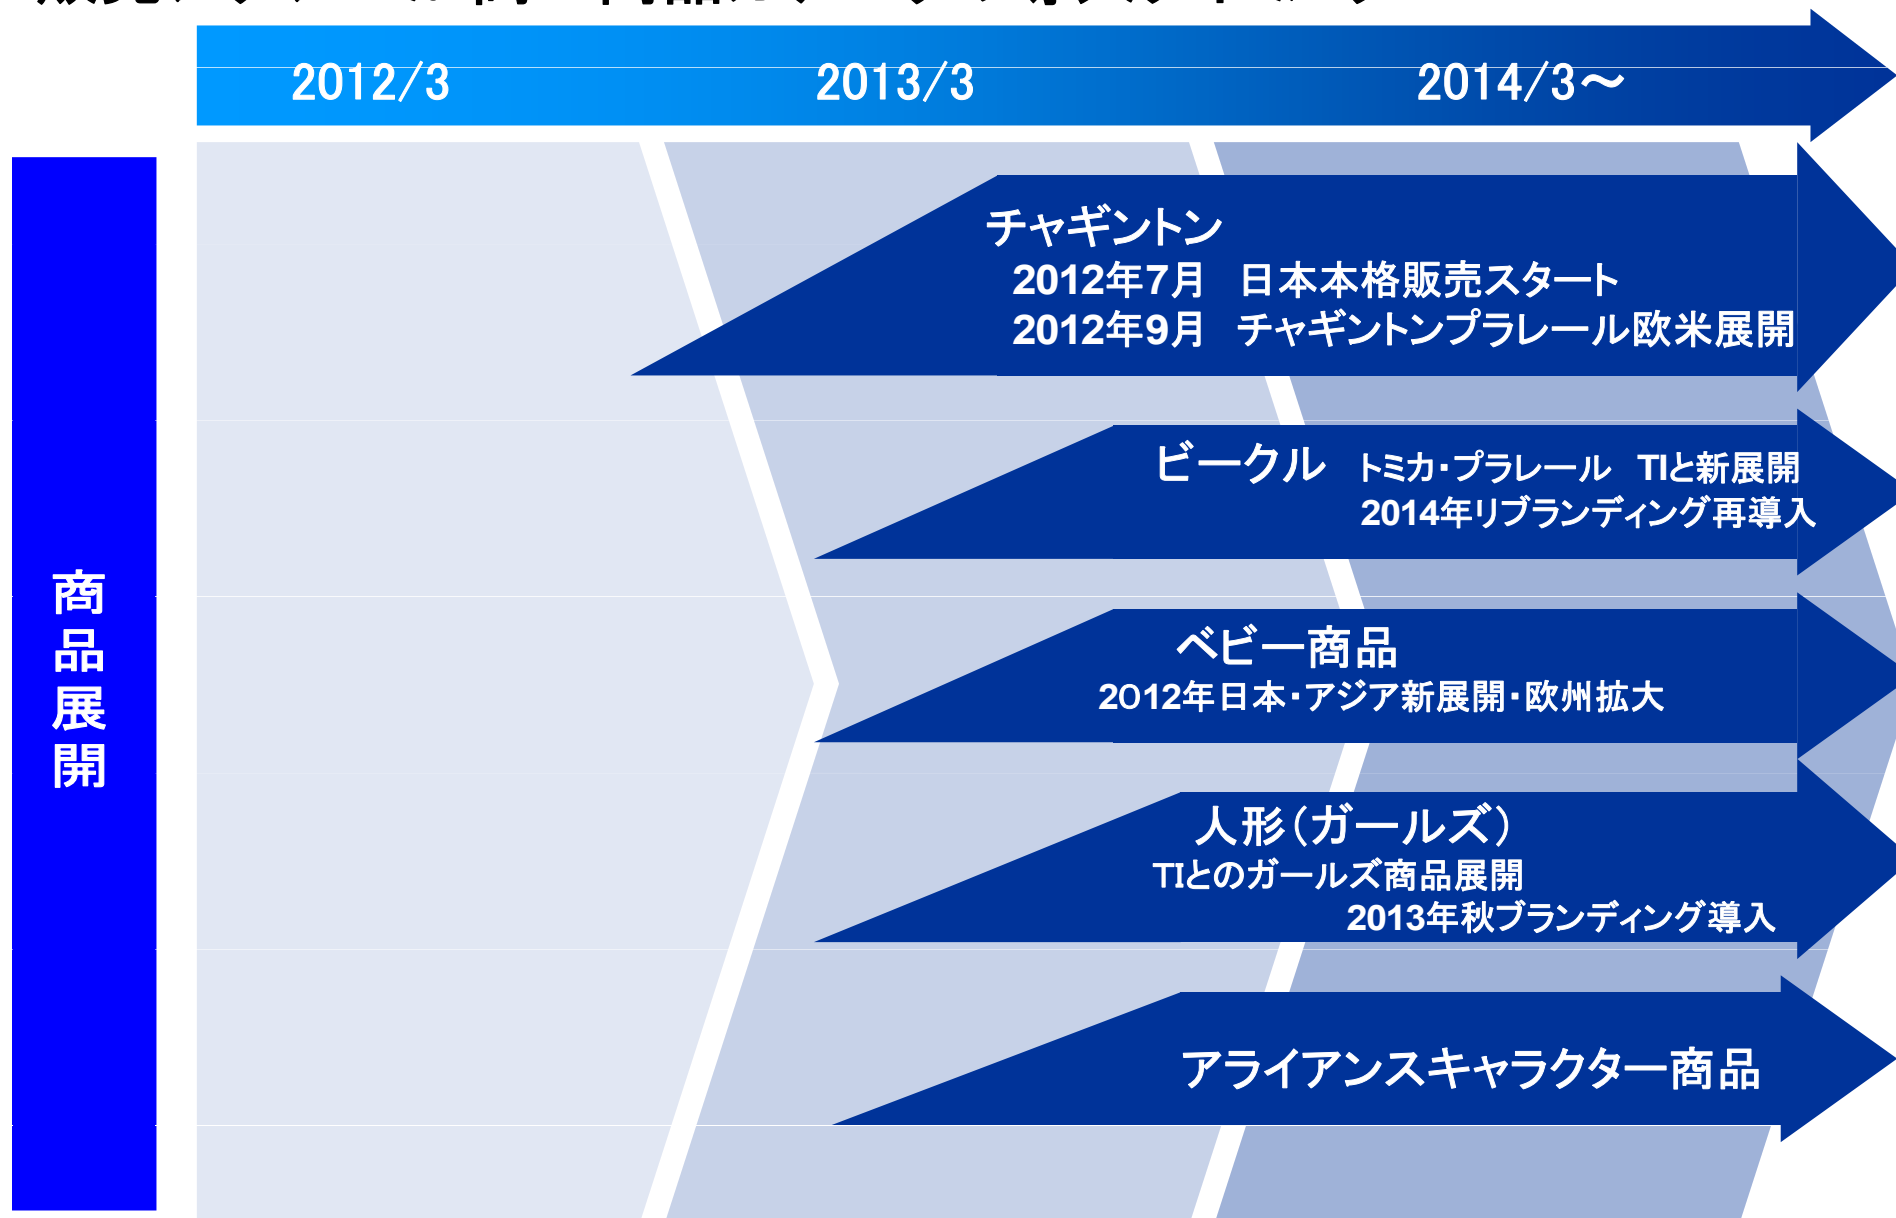 2012/3
2013/3
2014/3～
商品展開
チャギントン
2012年7月　日本本格販売スタート
2012年9月　チャギントンプラレール欧米展開
ビークル　トミカ・プラレール　TIと新展開
2014年リブランディング再導入
ベビー商品
2012年日本・アジア新展開・欧州拡大
人形（ガールズ）
TIとのガールズ商品展開
2013年秋ブランディング導入
アライアンスキャラクター商品